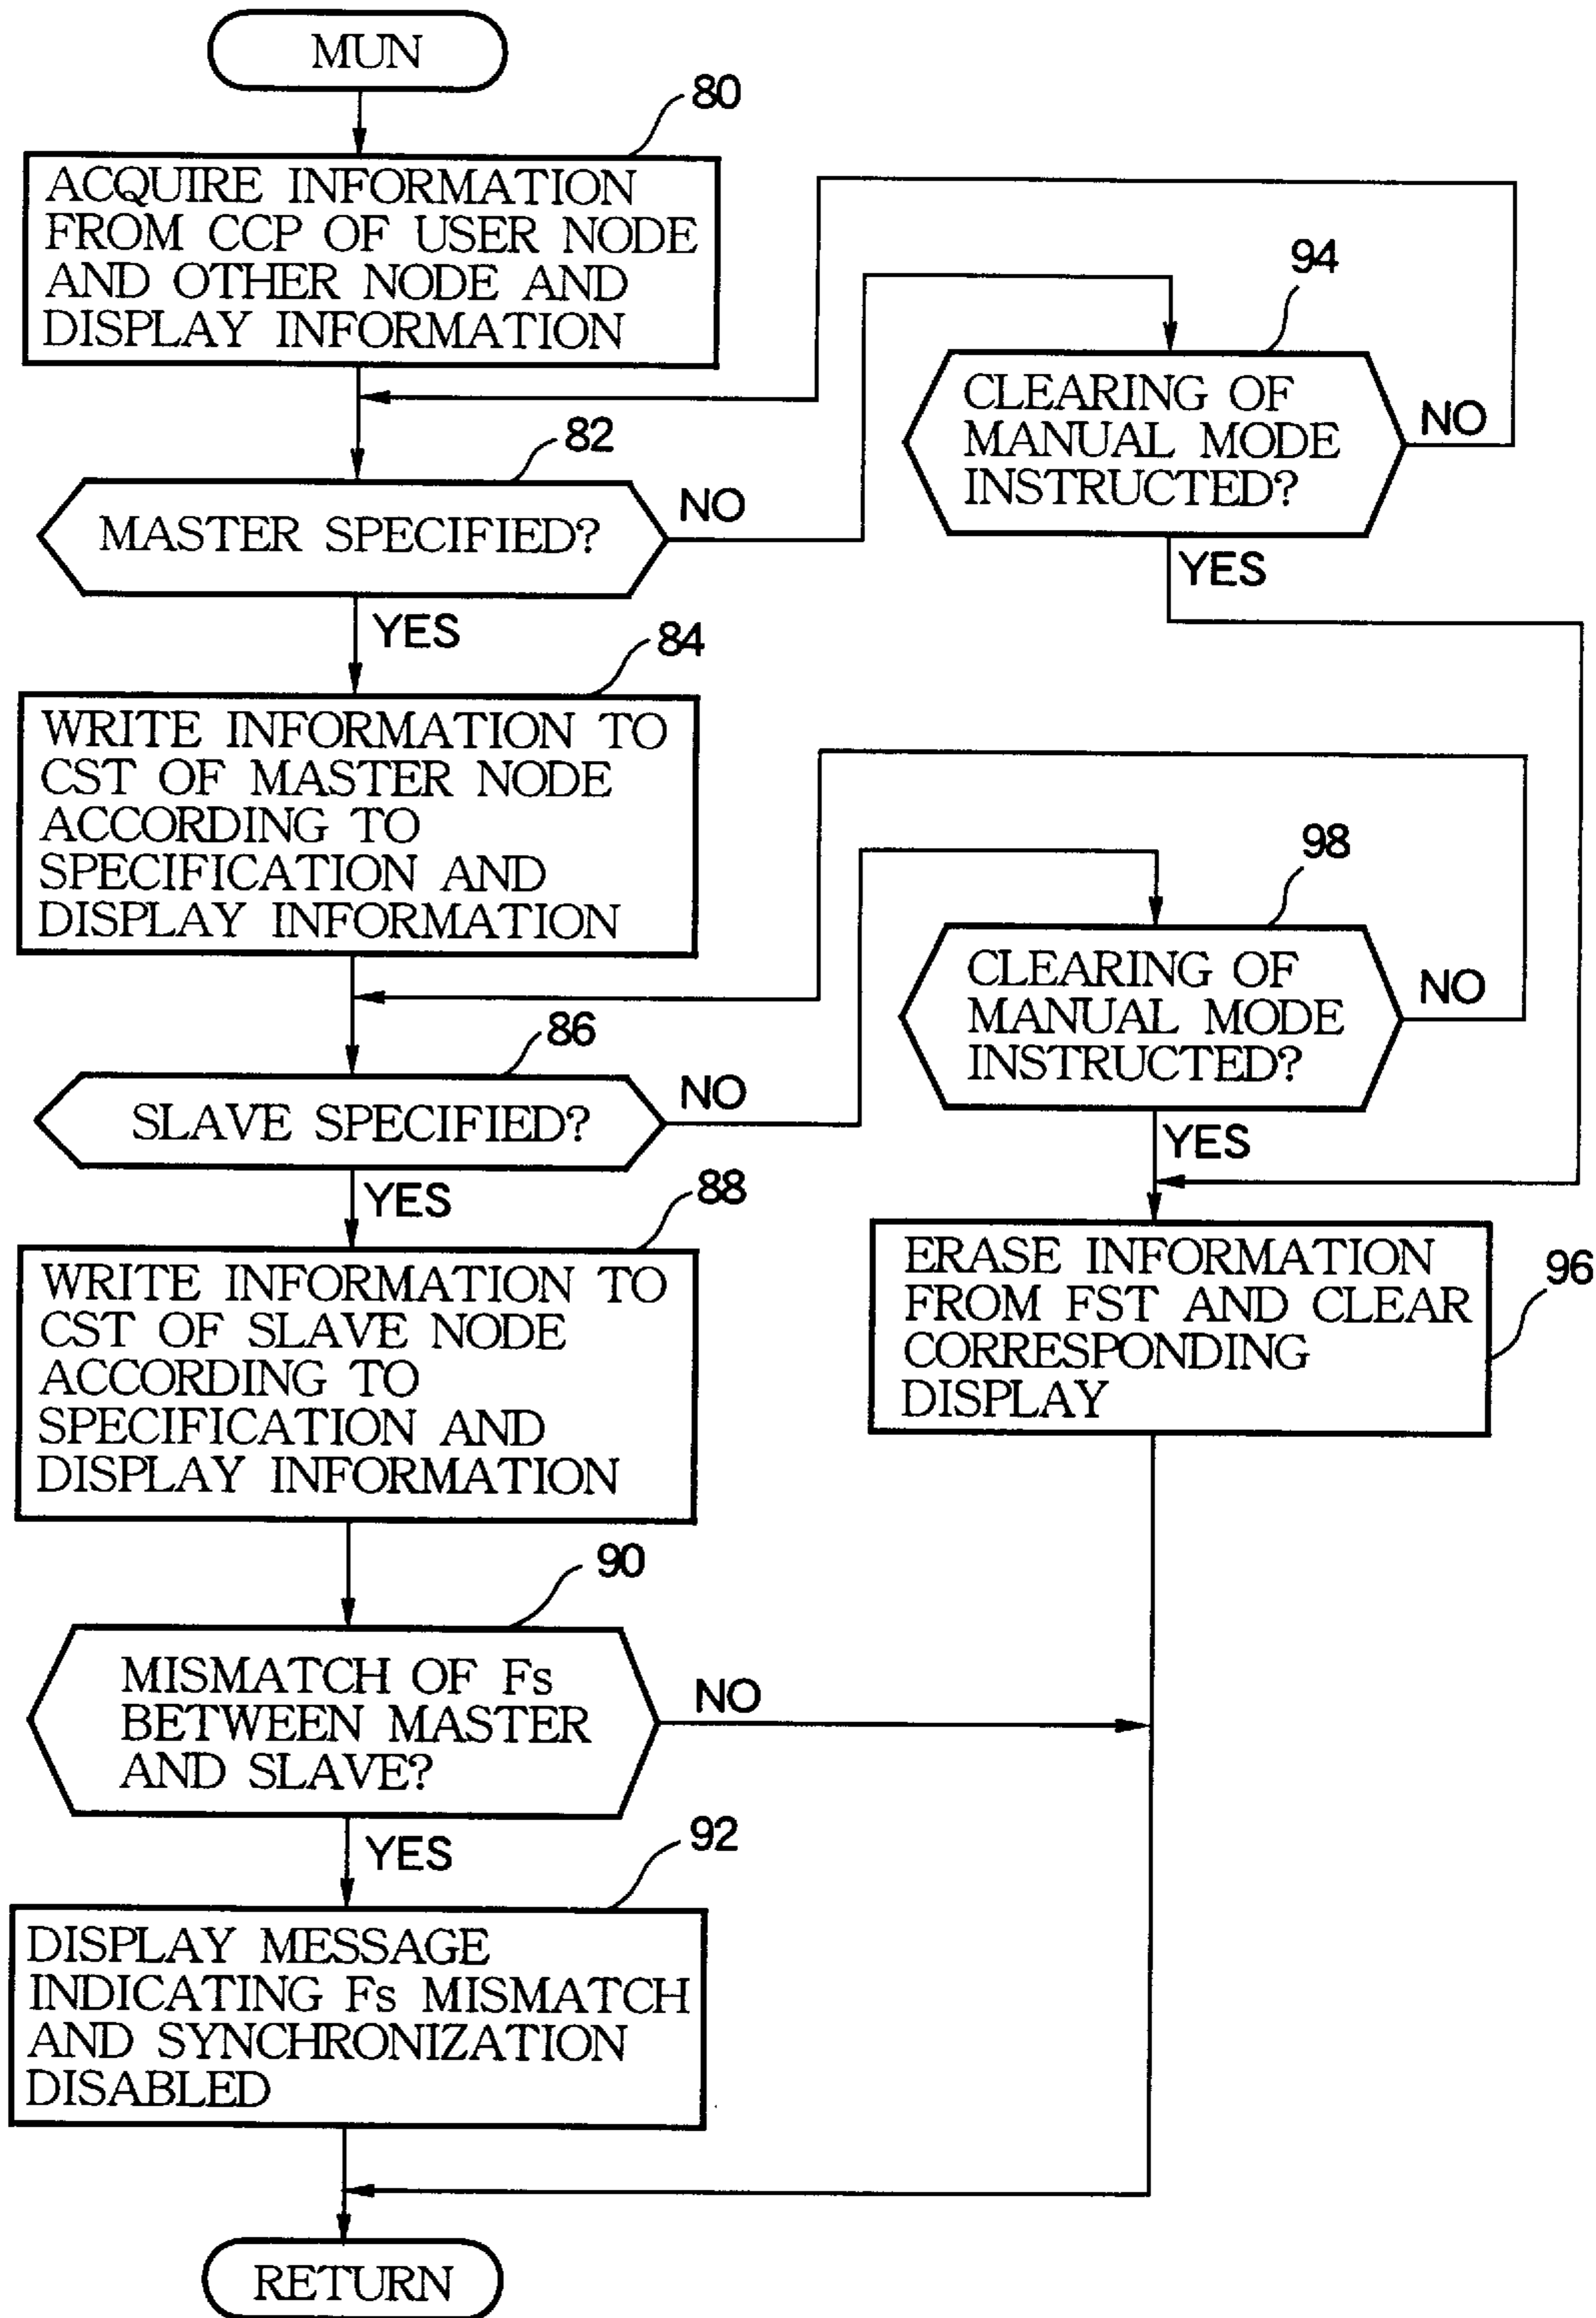 MUN
80
ACQUIRE INFORMATION
FROM CCP OF USER NODE
AND OTHER NODE AND
DISPLAY INFORMATION
94
CLEARING OF
MANUAL MODE
INSTRUCTED?
NO
YES
82
MASTER SPECIFIED?
NO
YES
84
WRITE INFORMATION TO
CST OF MASTER NODE
ACCORDING TO
SPECIFICATION AND
DISPLAY INFORMATION
98
CLEARING OF
MANUAL MODE
INSTRUCTED?
NO
YES
86
SLAVE SPECIFIED?
NO
YES
88
WRITE INFORMATION TO
CST OF SLAVE NODE
ACCORDING TO
SPECIFICATION AND
DISPLAY INFORMATION
96
ERASE INFORMATION
FROM FST AND CLEAR
CORRESPONDING
DISPLAY
90
MISMATCH OF Fs
BETWEEN MASTER
AND SLAVE?
NO
YES
92
DISPLAY MESSAGE
INDICATING Fs MISMATCH
AND SYNCHRONIZATION
DISABLED
RETURN